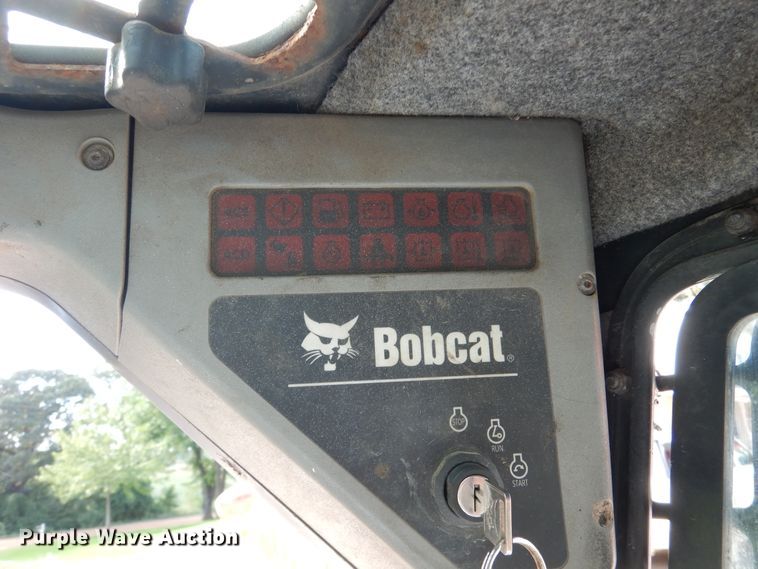 Bobcat®
STOP
RUN
START
Purple Wave Auction